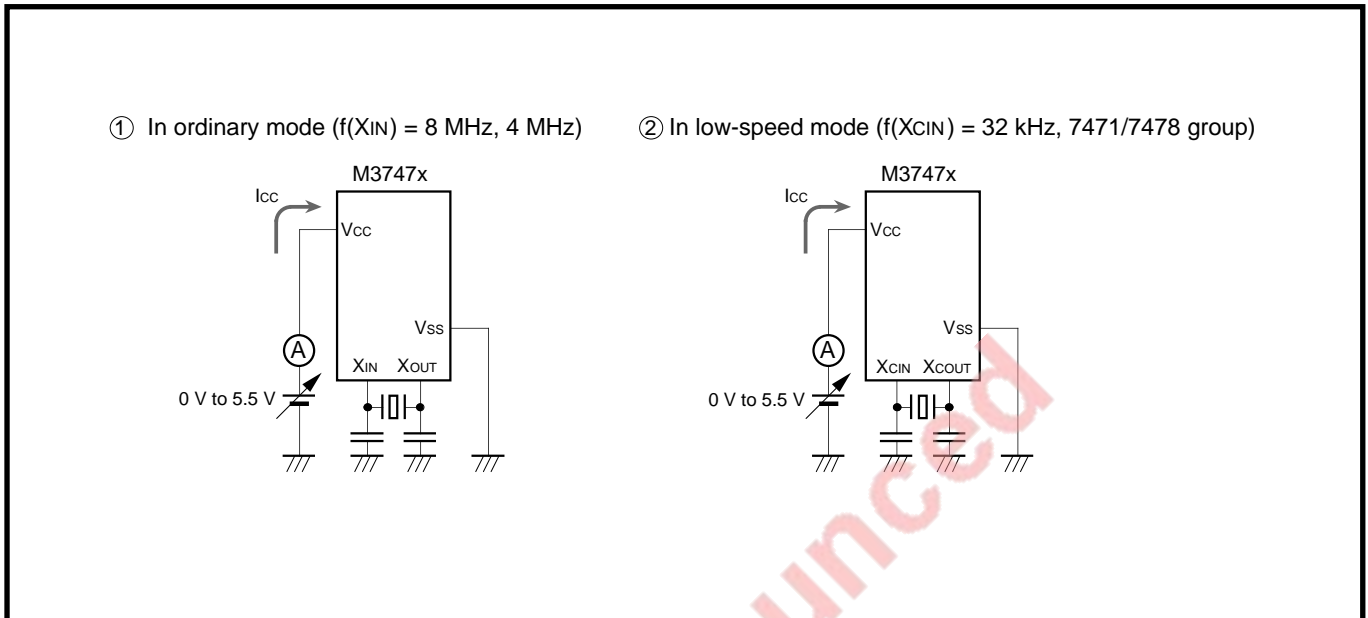 ① In ordinary mode (f(XIN) = 8 MHz, 4 MHz)
② In low-speed mode (f(XCIN) = 32 kHz, 7471/7478 group)
M3747x
ICC
VCC
VSS
A
XIN XOUT
0 V to 5.5 V
M3747x
ICC
VCC
VSS
A
XCIN XCOUT
0 V to 5.5 V
unced